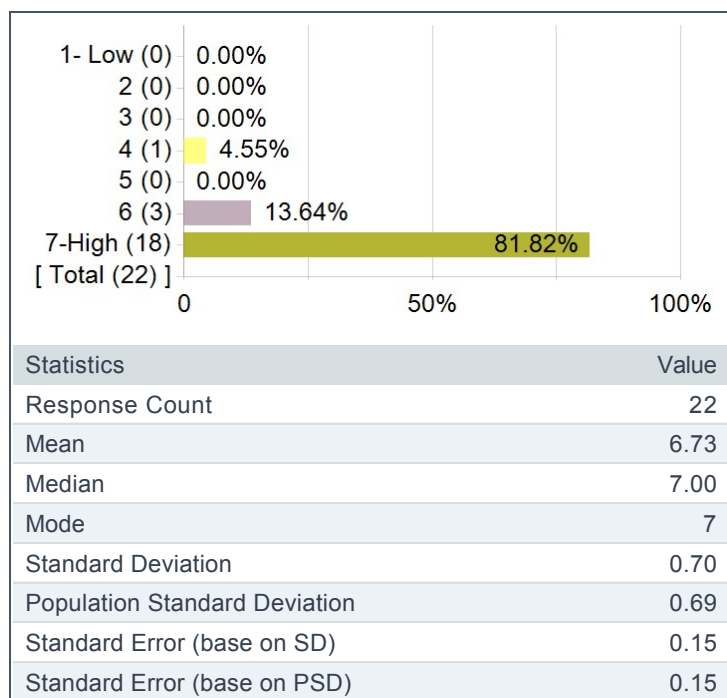 1- Low (0) 0.00%
2 (0) 0.00%
3 (0) 0.00%
4 (1) 4.55%
5 (0) 0.00%
6 (3) 13.64%
7-High (18) 81.82%
[ Total (22) ]
0 50% 100%
Statistics Value
Response Count 22
Mean 6.73
Median 7.00
Mode 7
Standard Deviation 0.70
Population Standard Deviation 0.69
Standard Error (base on SD) 0.15
Standard Error (base on PSD) 0.15